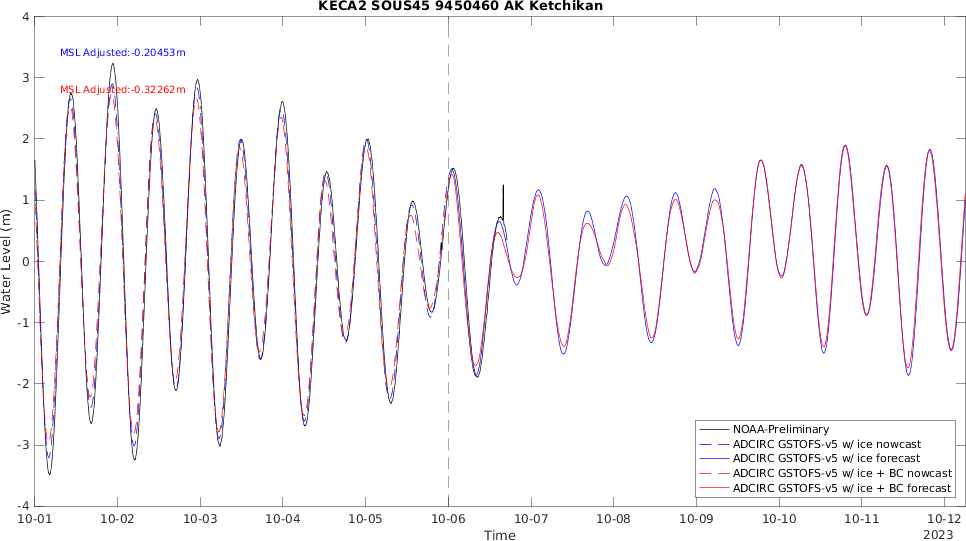 KECA2 SOUS45 9450460 AK Ketchikan
MSL Adjusted:-0.20453m
MSL Adjusted:-0.32262m
Water Level (m)
4
3
2
1
0
-1
-2
-3
-4
10-01 10-02 10-03 10-04 10-05 10-06 10-07 10-08 10-09 10-10 10-11 10-12
Time
2023
NOAA-Preliminary
ADCIRC GSTOFS-v5 w/ ice nowcast
ADCIRC GSTOFS-v5 w/ ice forecast
ADCIRC GSTOFS-v5 w/ ice + BC nowcast
ADCIRC GSTOFS-v5 w/ ice + BC forecast